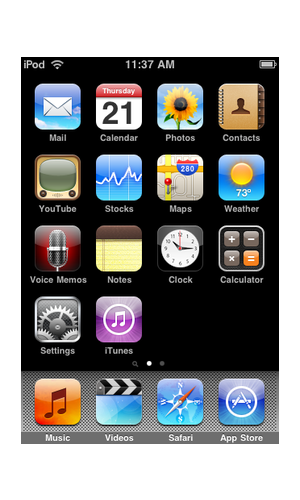 iPod 11:37 AM
Thursday 280
21 73°
Mail Calendar Photos Contacts
YouTube Stocks Maps Weather
Voice Memos Notes Clock Calculator
Settings iTunes
Music Videos Safari App Store